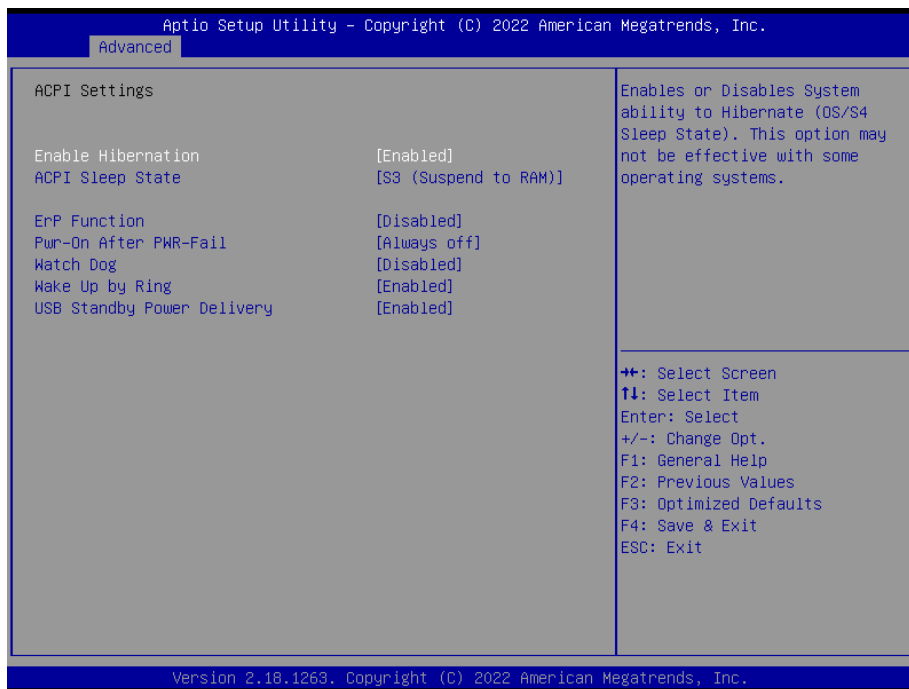 Aptio Setup Utility – Copyright (C) 2022 American Megatrends, Inc.
Advanced
ACPI Settings
Enable Hibernation [Enabled]
ACPI Sleep State [S3 (Suspend to RAM)]
ErP Function [Disabled]
Pwr-On After PWR-Fail [Always off]
Watch Dog [Disabled]
Wake Up by Ring [Enabled]
USB Standby Power Delivery [Enabled]
Enables or Disables System
ability to Hibernate (OS/S4
Sleep State). This option may
not be effective with some
operating systems.
→←: Select Screen
↑↓: Select Item
Enter: Select
+/-: Change Opt.
F1: General Help
F2: Previous Values
F3: Optimized Defaults
F4: Save & Exit
ESC: Exit
Version 2.18.1263. Copyright (C) 2022 American Megatrends, Inc.